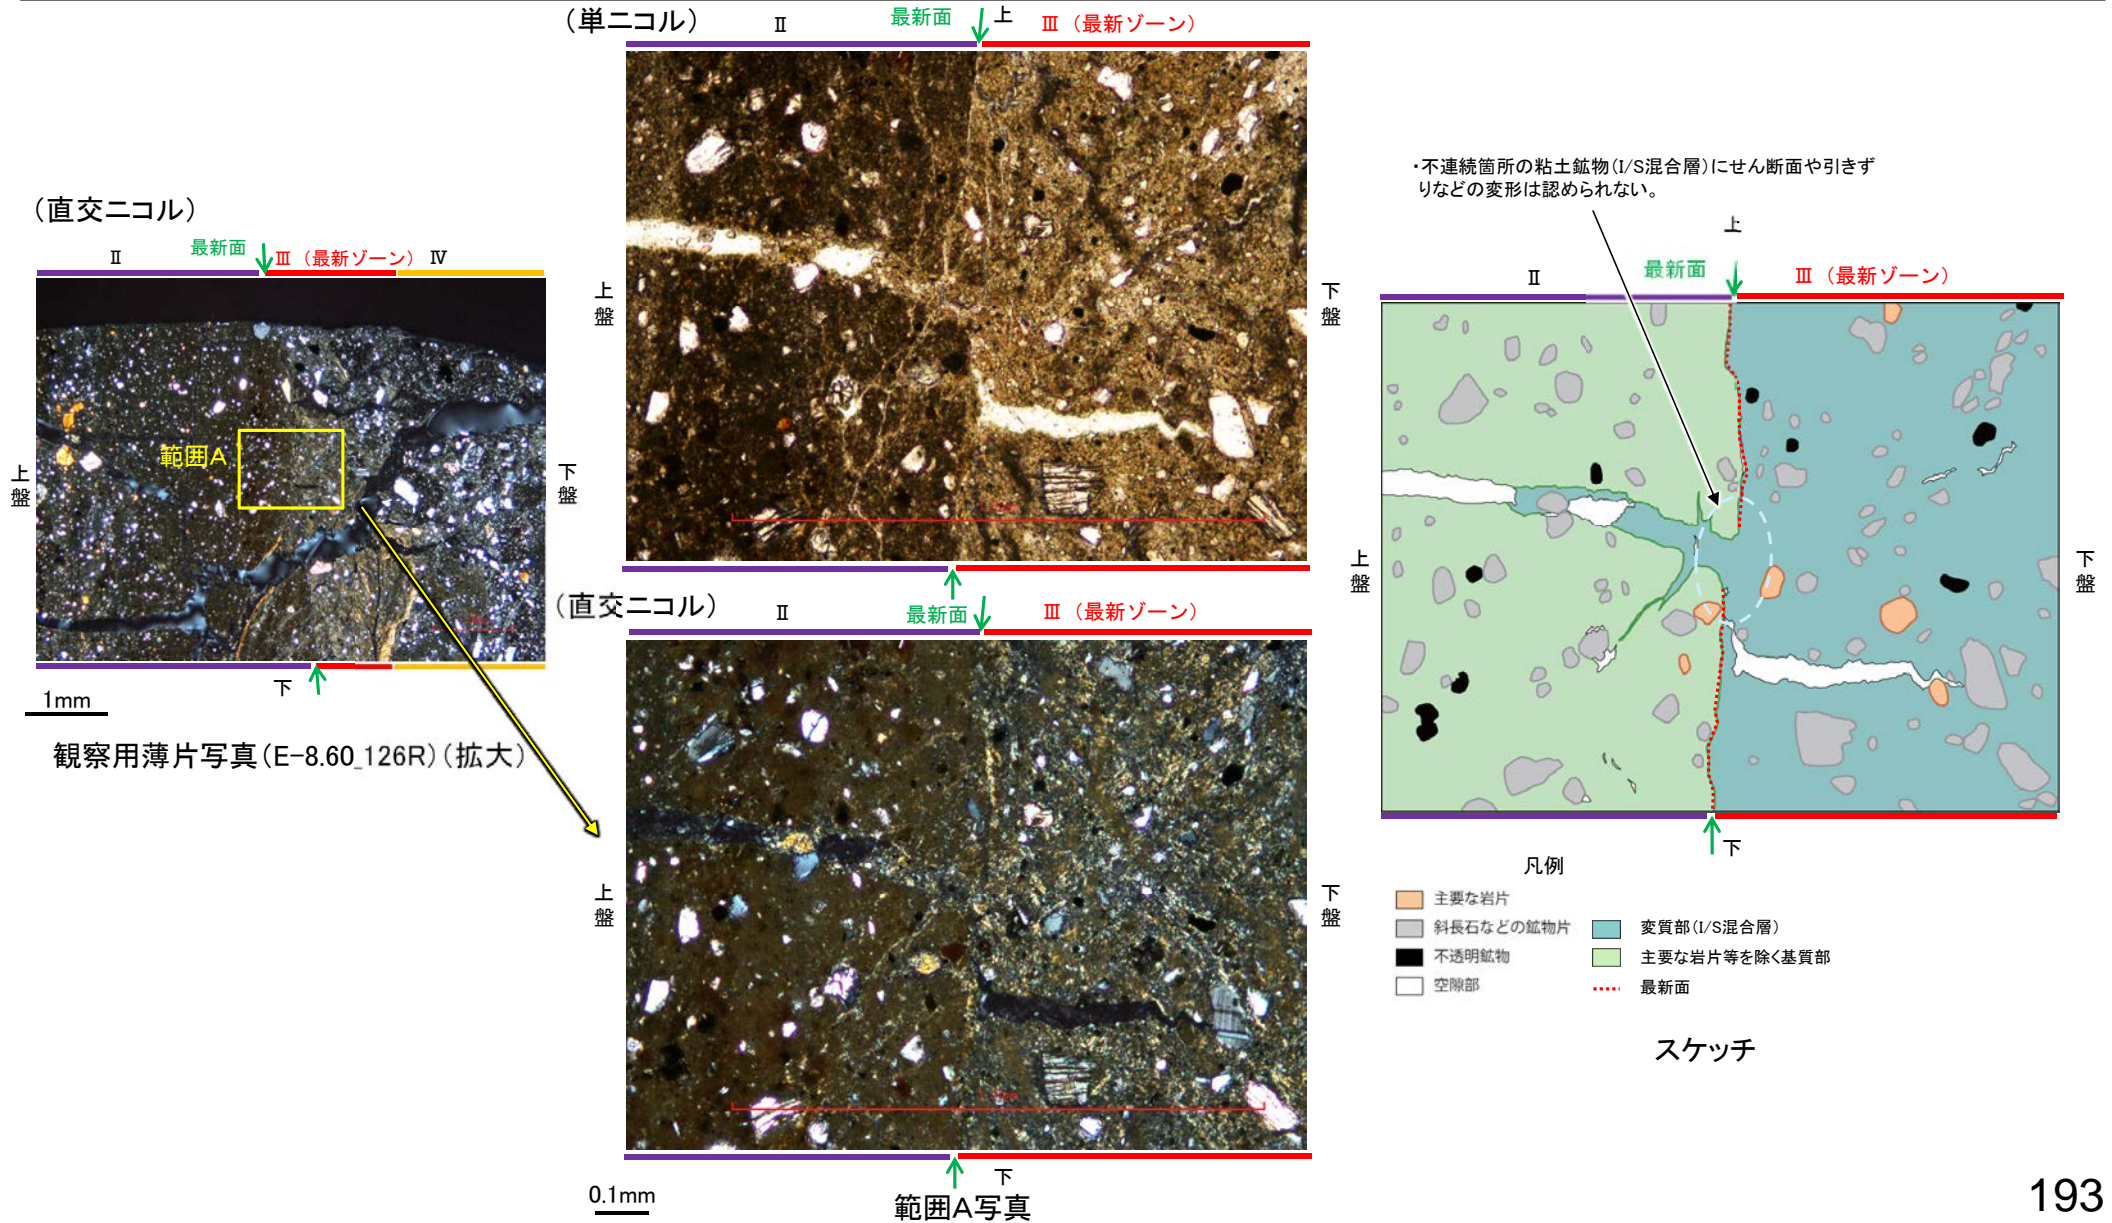 (直交ニコル)
Ⅱ
最新面
Ⅲ（最新ゾーン）
Ⅳ
上盤
範囲A
下盤
下
1mm
観察用薄片写真(E-8.60_126R)(拡大)
(単ニコル)
Ⅱ
最新面
上
Ⅲ（最新ゾーン）
上盤
下盤
(直交ニコル)
Ⅱ
最新面
Ⅲ（最新ゾーン）
上盤
下盤
下
0.1mm
範囲A写真
・不連続箇所の粘土鉱物(I/S混合層)にせん断面や引きず
りなどの変形は認められない。
上
Ⅱ
最新面
Ⅲ（最新ゾーン）
上盤
下盤
下
凡例
主要な岩片
斜長石などの鉱物片
不透明鉱物
空隙部
変質部(I/S混合層)
主要な岩片等を除く基質部
最新面
スケッチ
193